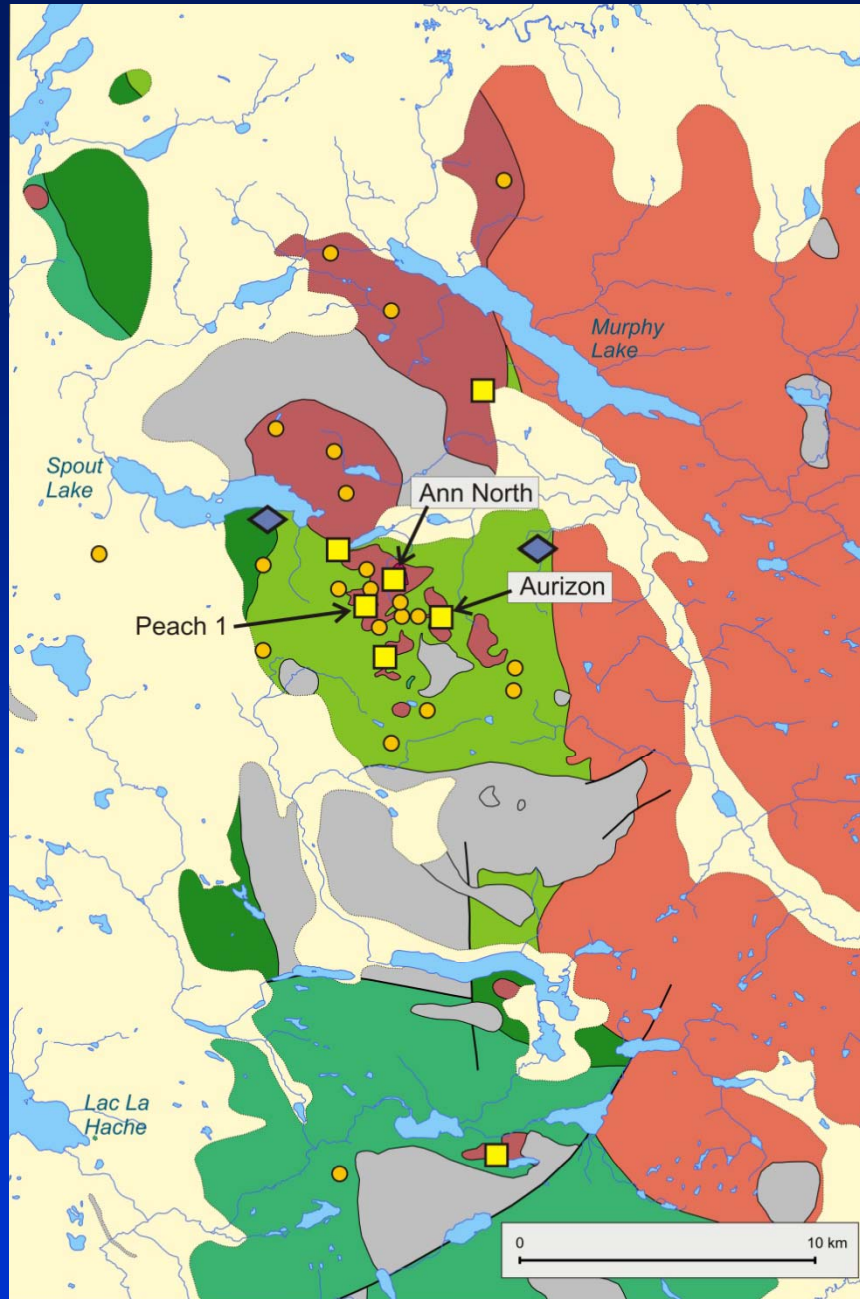 Murphy
Lake
Spout
Lake
Ann North
Aurizon
Peach 1
Lac La
Hache
0 10 km